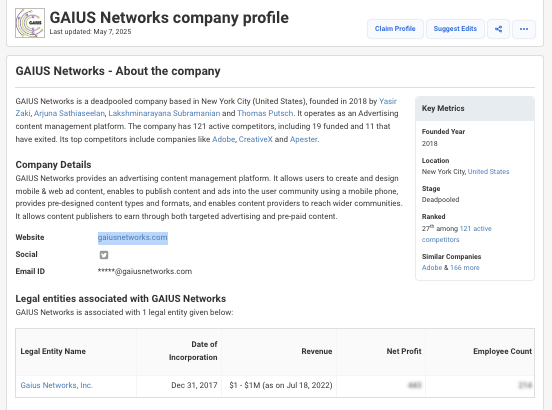 GAIUS
GAIUS Networks company profile
Last updated: May 7, 2025
Claim Profile
Suggest Edits
GAIUS Networks - About the company
GAIUS Networks is a deadpooled company based in New York City (United States), founded in 2018 by Yasir
Zaki, Arjuna Sathiaseelan, Lakshminarayana Subramanian and Thomas Putsch. It operates as an Advertising
content management platform. The company has 121 active competitors, including 19 funded and 11 that
have exited. Its top competitors include companies like Adobe, CreativeX and Apester.
Company Details
GAIUS Networks provides an advertising content management platform. It allows users to create and design
mobile & web ad content, enables to publish content and ads into the user community using a mobile phone,
provides pre-designed content types and formats, and enables content providers to reach wider communities.
It allows content publishers to earn through both targeted advertising and pre-paid content.
Website
gaiusnetworks.com
Social
Email ID
*****@gaiusnetworks.com
Key Metrics
Founded Year
2018
Location
New York City, United States
Stage
Deadpooled
Ranked
27th among 121 active
competitors
Similar Companies
Adobe & 166 more
Legal entities associated with GAIUS Networks
GAIUS Networks is associated with 1 legal entity given below:
Legal Entity Name
Date of
Incorporation
Revenue
Net Profit
Employee Count
Gaius Networks, Inc.
Dec 31, 2017
$1 - $1M (as on Jul 18, 2022)